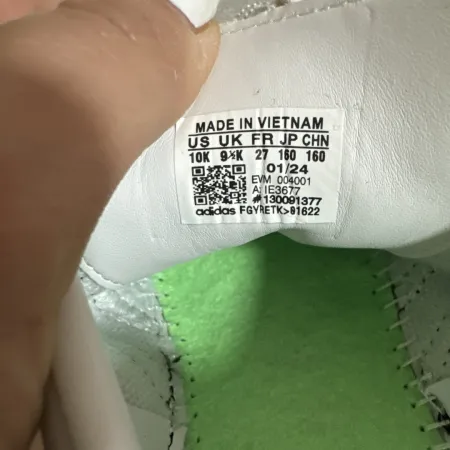 MADE IN VIETNAM
US UK FR JP CHN
10K 9½K 27 160 160
01/24
EVM 004001
A: IE3677
# 130091377
adidas FGYRETK>91622